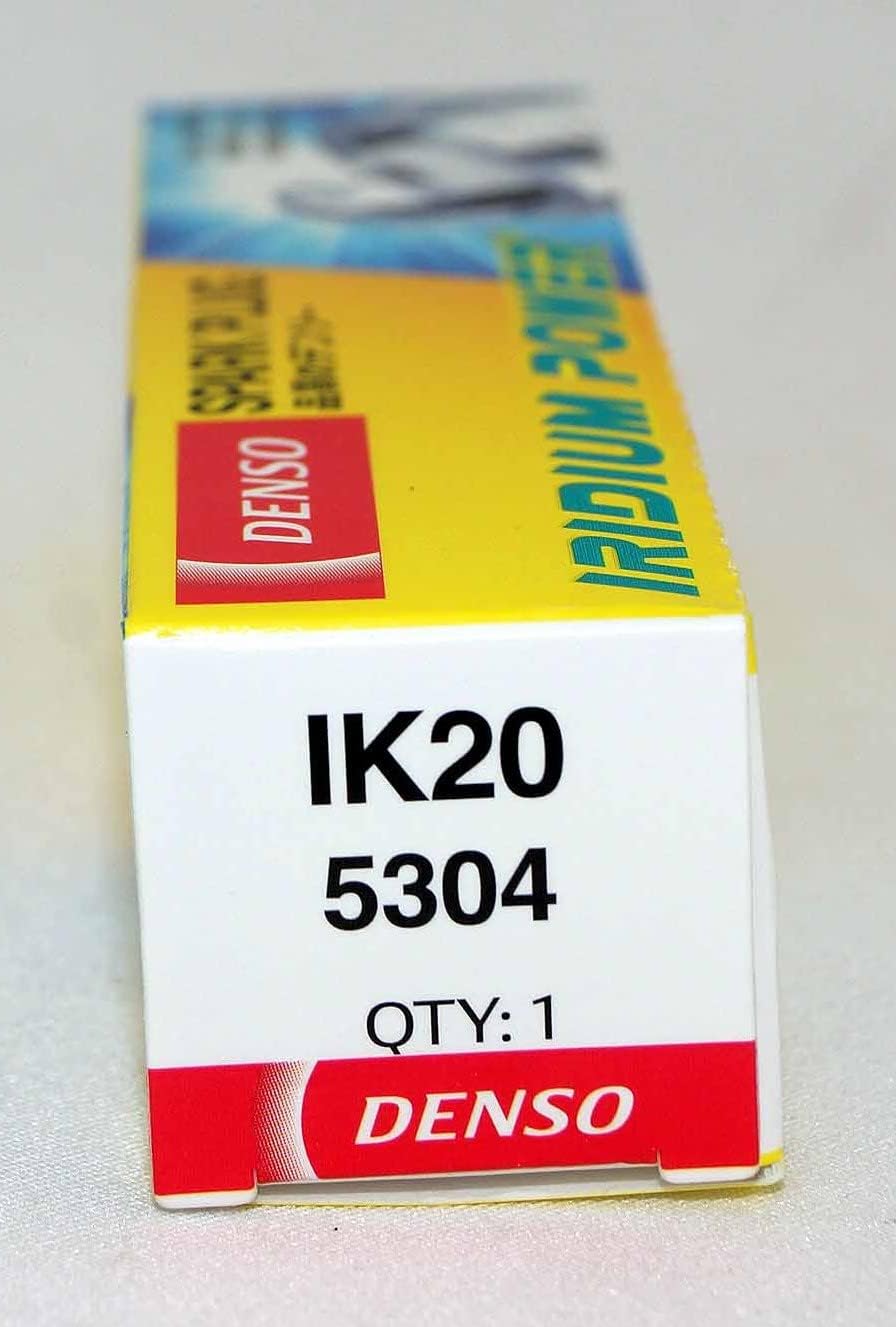 IRIDIUM POWER
SPARK PLUG
DENSO
IK20
5304
QTY: 1
DENSO